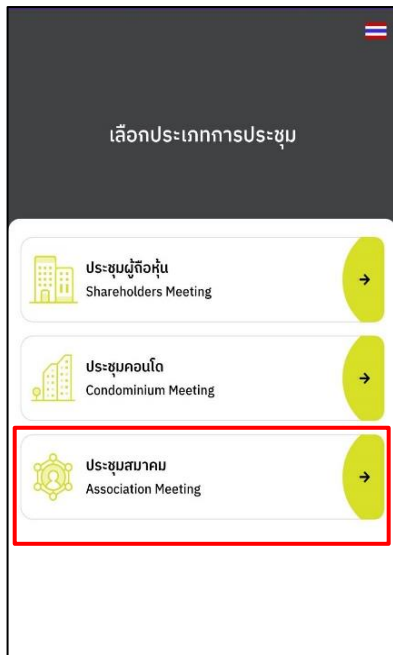 เลือกประเภทการประชุม
ประชุมผู้ถือหุ้น
Shareholders Meeting
ประชุมคอนโด
Condominium Meeting
ประชุมสมาคม
Association Meeting